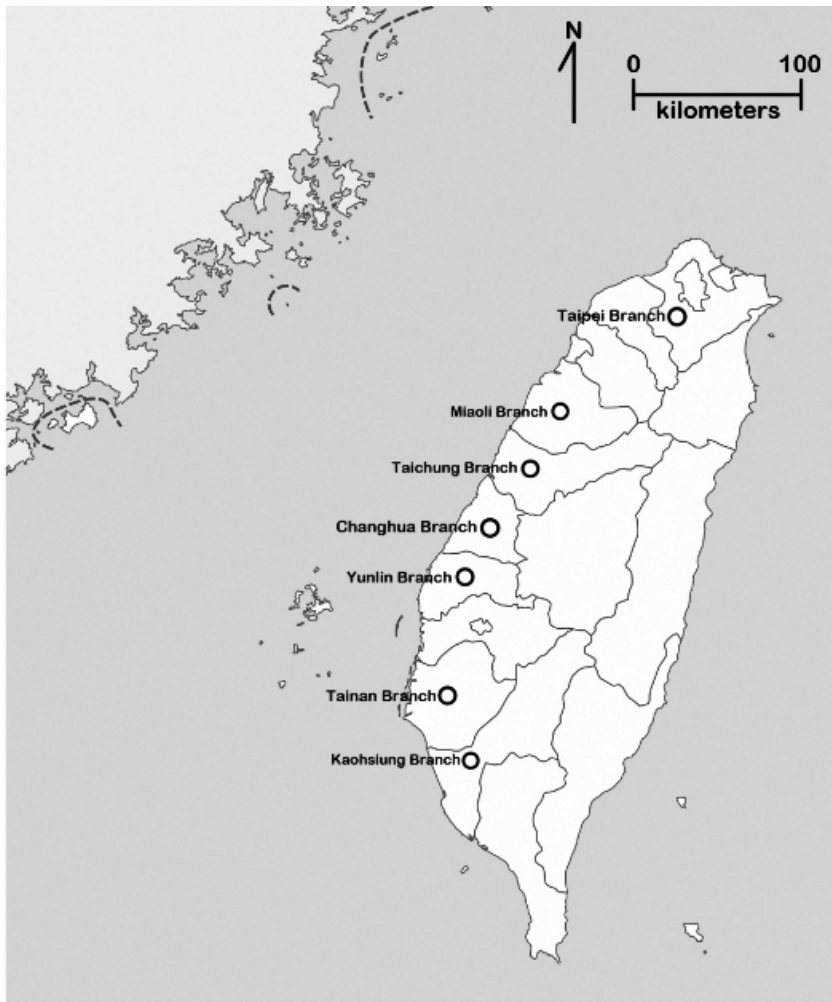 N
0 100
kilometers
Taipei Branch
Miaoli Branch
Taichung Branch
Changhua Branch
Yunlin Branch
Tainan Branch
Kaohsiung Branch